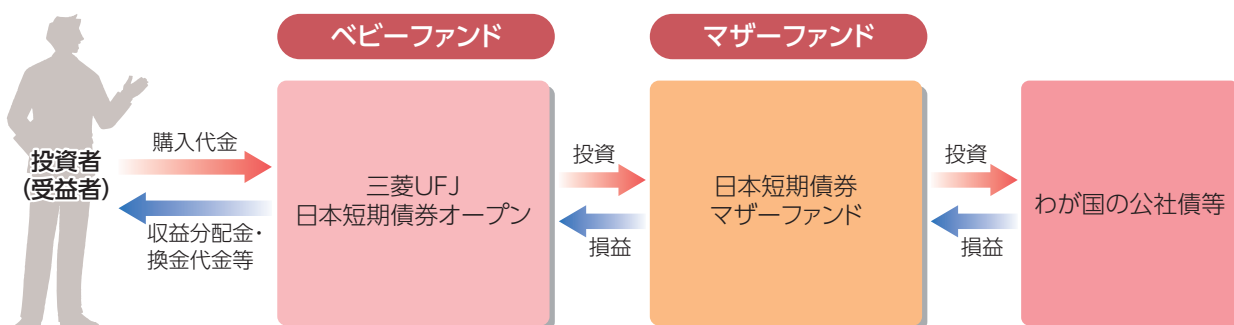 ベビーファンド
マザーファンド
投資者
(受益者)
購入代金
収益分配金・
換金代金等
三菱UFJ
日本短期債券オープン
投資
損益
日本短期債券
マザーファンド
投資
損益
わが国の公社債等